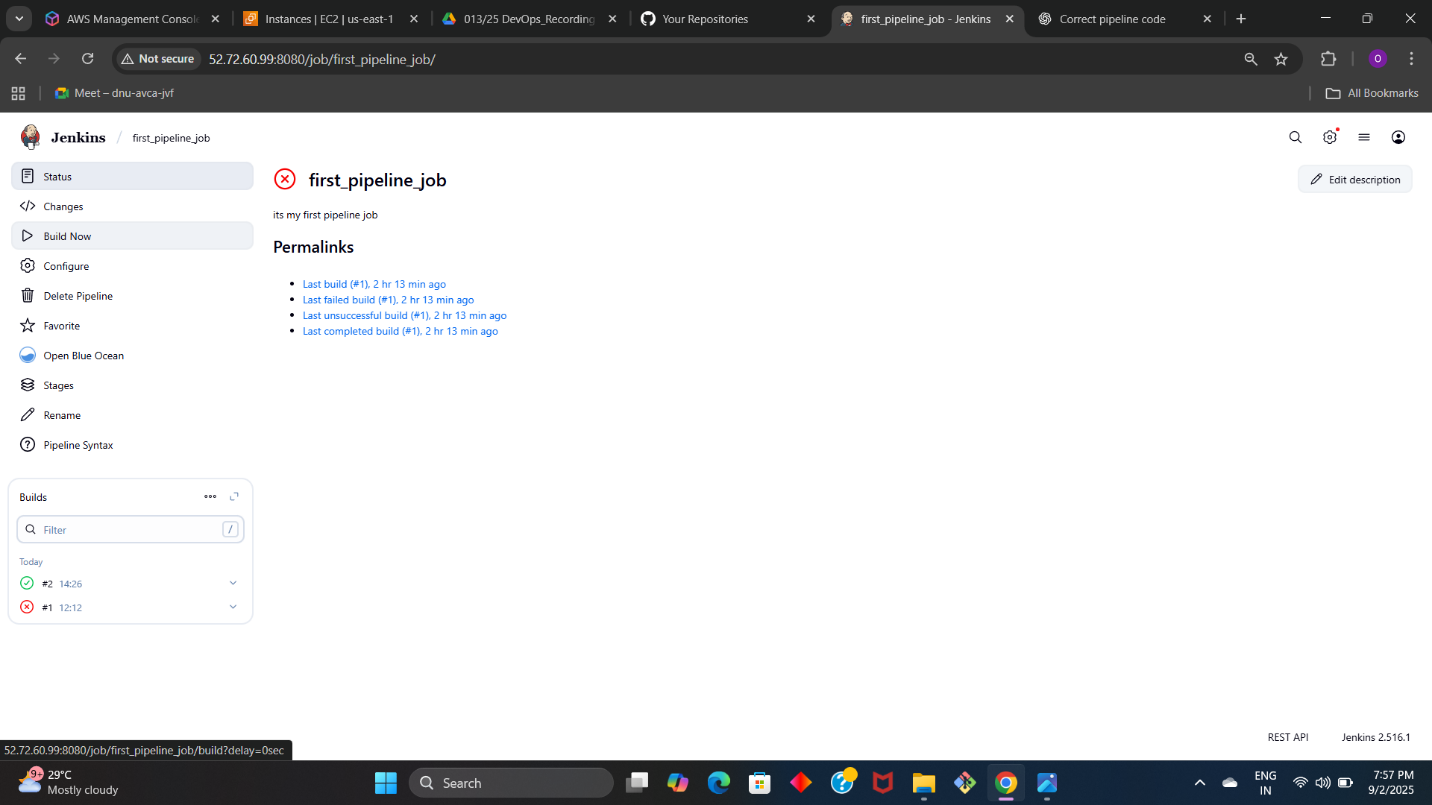 AWS Management Console
Instances | EC2 | us-east-1
013/25 DevOps_Recording
Your Repositories
first_pipeline_job - Jenkins
Correct pipeline code
Not secure
52.72.60.99:8080/job/first_pipeline_job/
O
Meet – dnu-avca-jvf
All Bookmarks
Jenkins / first_pipeline_job
Status
Changes
Build Now
Configure
Delete Pipeline
Favorite
Open Blue Ocean
Stages
Rename
Pipeline Syntax
Builds
Filter
/
Today
#2 14:26
#1 12:12
first_pipeline_job
Edit description
its my first pipeline job
Permalinks
Last build (#1), 2 hr 13 min ago
Last failed build (#1), 2 hr 13 min ago
Last unsuccessful build (#1), 2 hr 13 min ago
Last completed build (#1), 2 hr 13 min ago
REST API
Jenkins 2.516.1
52.72.60.99:8080/job/first_pipeline_job/build?delay=0sec
9+
29°C
Mostly cloudy
Search
ENG
IN
7:57 PM
9/2/2025